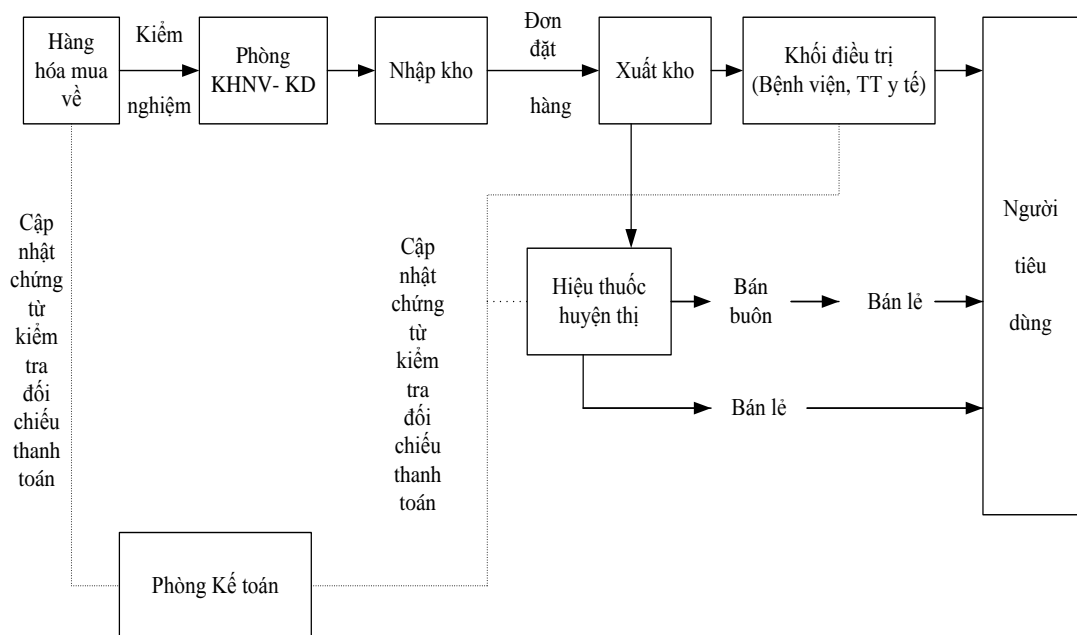 Hàng
hóa mua
về
Kiểm
nghiệm
Phòng
KHNV- KD
Nhập kho
Đơn
đặt
hàng
Xuất kho
Khối điều trị
(Bệnh viện, TT y tế)
Người
tiêu
dùng
Cập
nhật
chứng
từ
kiểm
tra
đối
chiếu
thanh
toán
Cập
nhật
chứng
từ
kiểm
tra
đối
chiếu
thanh
toán
Hiệu thuốc
huyện thị
Bán
buôn
Bán lẻ
Bán lẻ
Phòng Kế toán